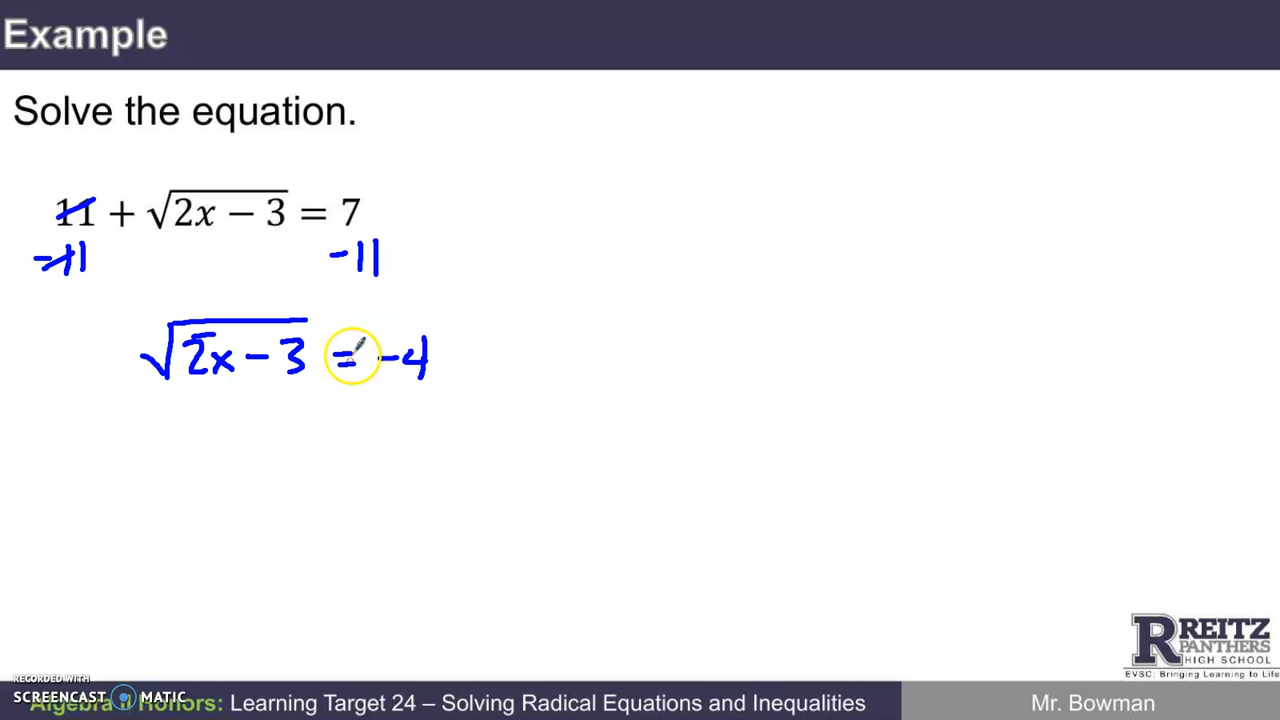 Example
Solve the equation.
11 + √(2x − 3) = 7
-11 -11
√(2x - 3) = -4
REITZ
PANTHERS
HIGH SCHOOL
EVSC: Bringing Learning to Life
RECORDED WITH
SCREENCAST MATIC
Algebra II Honors: Learning Target 24 – Solving Radical Equations and Inequalities
Mr. Bowman